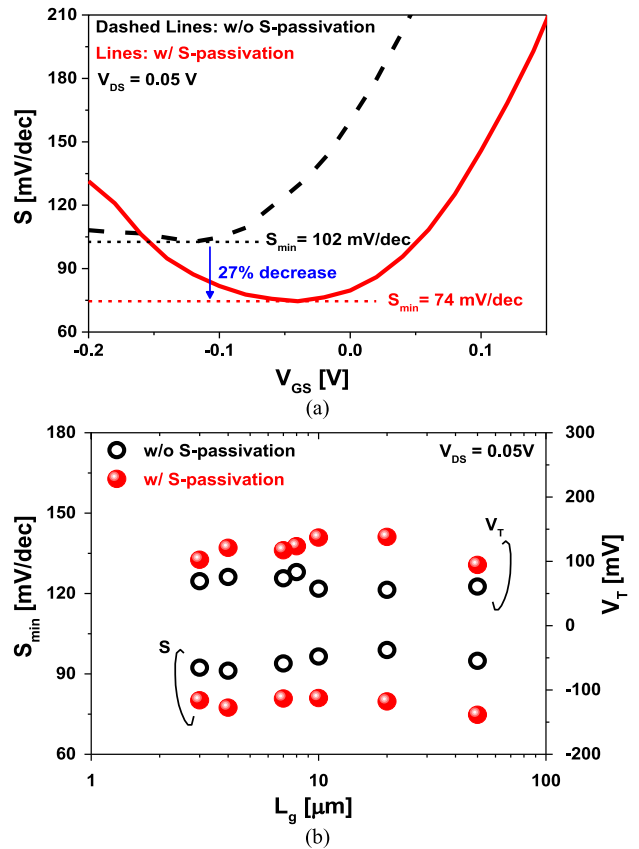 210
180
150
120
90
60
S [mV/dec]
Dashed Lines: w/o S-passivation
Lines: w/ S-passivation
V_DS = 0.05 V
S_min = 102 mV/dec
27% decrease
S_min = 74 mV/dec
-0.2
-0.1
0.0
0.1
V_GS [V]
(a)
180
150
120
90
60
S_min [mV/dec]
w/o S-passivation
w/ S-passivation
V_DS = 0.05V
V_T
S
300
200
100
0
-100
-200
V_T [mV]
1
10
100
L_g [μm]
(b)